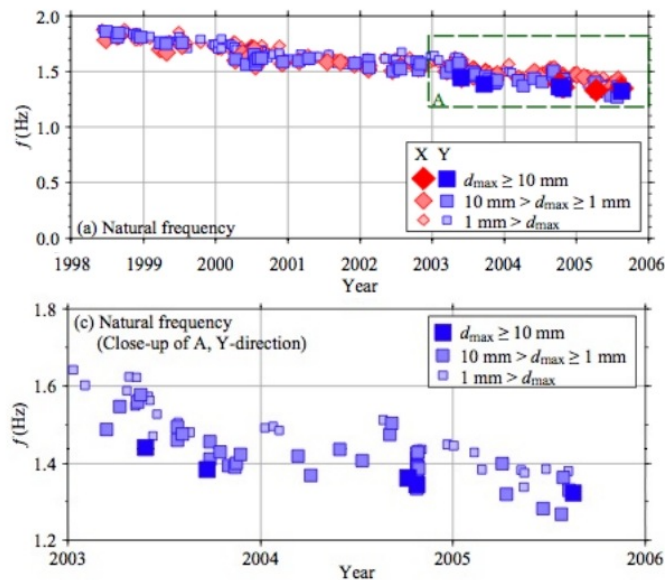 2.0
1.5
1.0
0.5
0.0
f(Hz)
A
X Y
dmax ≥ 10 mm
10 mm > dmax ≥ 1 mm
1 mm > dmax
(a) Natural frequency
1998 1999 2000 2001 2002 2003 2004 2005 2006
Year
1.8
1.6
1.4
1.2
f(Hz)
(c) Natural frequency
(Close-up of A, Y-direction)
dmax ≥ 10 mm
10 mm > dmax ≥ 1 mm
1 mm > dmax
2003 2004 2005 2006
Year